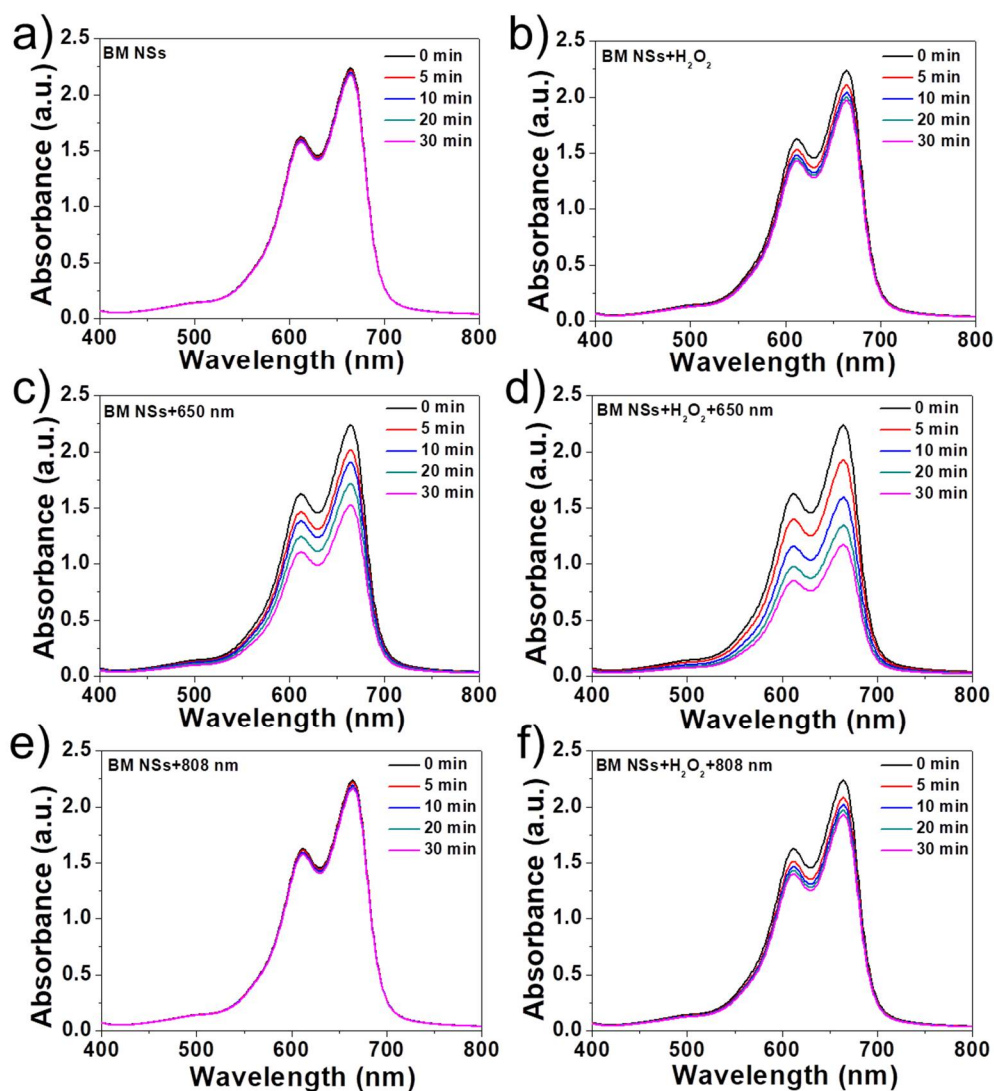 a)
BM NSs
0 min
5 min
10 min
20 min
30 min
2.5
2.0
1.5
1.0
0.5
0.0
Absorbance (a.u.)
400 500 600 700 800
Wavelength (nm)
b)
BM NSs+H₂O₂
0 min
5 min
10 min
20 min
30 min
2.5
2.0
1.5
1.0
0.5
0.0
Absorbance (a.u.)
400 500 600 700 800
Wavelength (nm)
c)
BM NSs+650 nm
0 min
5 min
10 min
20 min
30 min
2.5
2.0
1.5
1.0
0.5
0.0
Absorbance (a.u.)
400 500 600 700 800
Wavelength (nm)
d)
BM NSs+H₂O₂+650 nm
0 min
5 min
10 min
20 min
30 min
2.5
2.0
1.5
1.0
0.5
0.0
Absorbance (a.u.)
400 500 600 700 800
Wavelength (nm)
e)
BM NSs+808 nm
0 min
5 min
10 min
20 min
30 min
2.5
2.0
1.5
1.0
0.5
0.0
Absorbance (a.u.)
400 500 600 700 800
Wavelength (nm)
f)
BM NSs+H₂O₂+808 nm
0 min
5 min
10 min
20 min
30 min
2.5
2.0
1.5
1.0
0.5
0.0
Absorbance (a.u.)
400 500 600 700 800
Wavelength (nm)